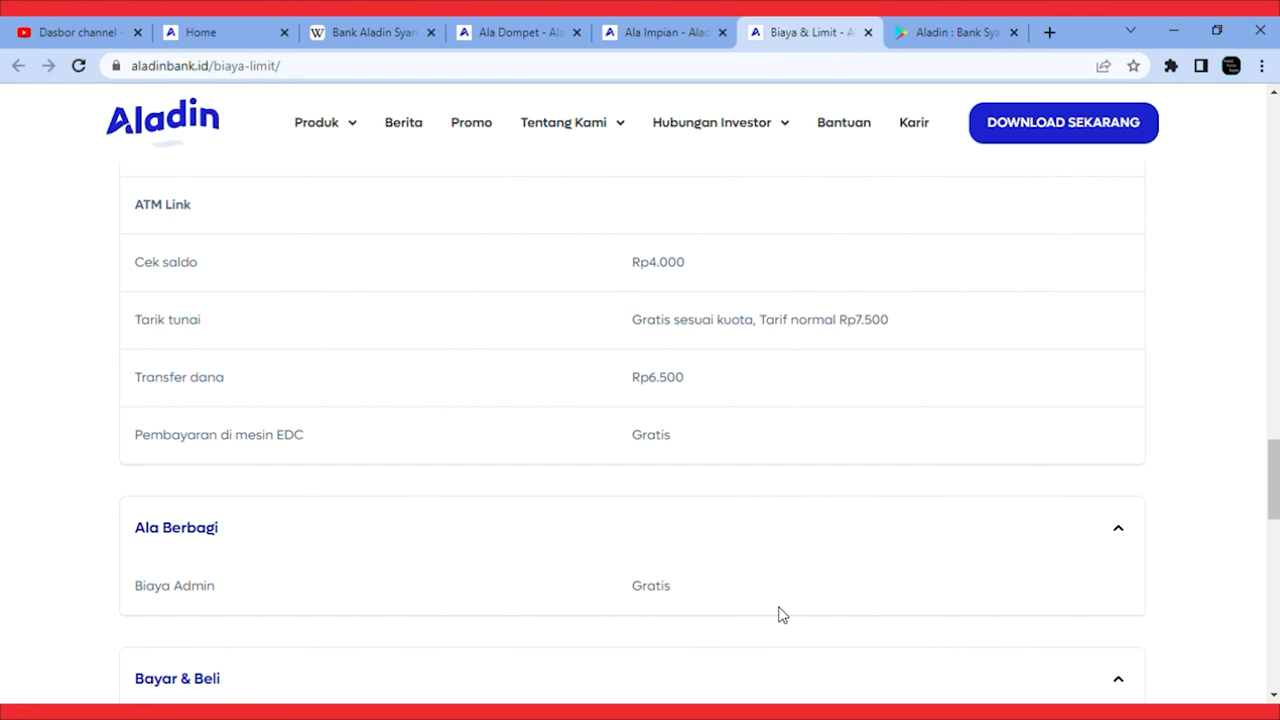 Dasbor channel -
Home
Bank Aladin Syar
Ala Dompet - Ala
Ala Impian - Alad
Biaya & Limit - A
Aladin : Bank Sya
aladinbank.id/biaya-limit/
Aladin
Produk
Berita
Promo
Tentang Kami
Hubungan Investor
Bantuan
Karir
DOWNLOAD SEKARANG
ATM Link
Cek saldo Rp4.000
Tarik tunai Gratis sesuai kuota, Tarif normal Rp7.500
Transfer dana Rp6.500
Pembayaran di mesin EDC Gratis
Ala Berbagi
Biaya Admin Gratis
Bayar & Beli